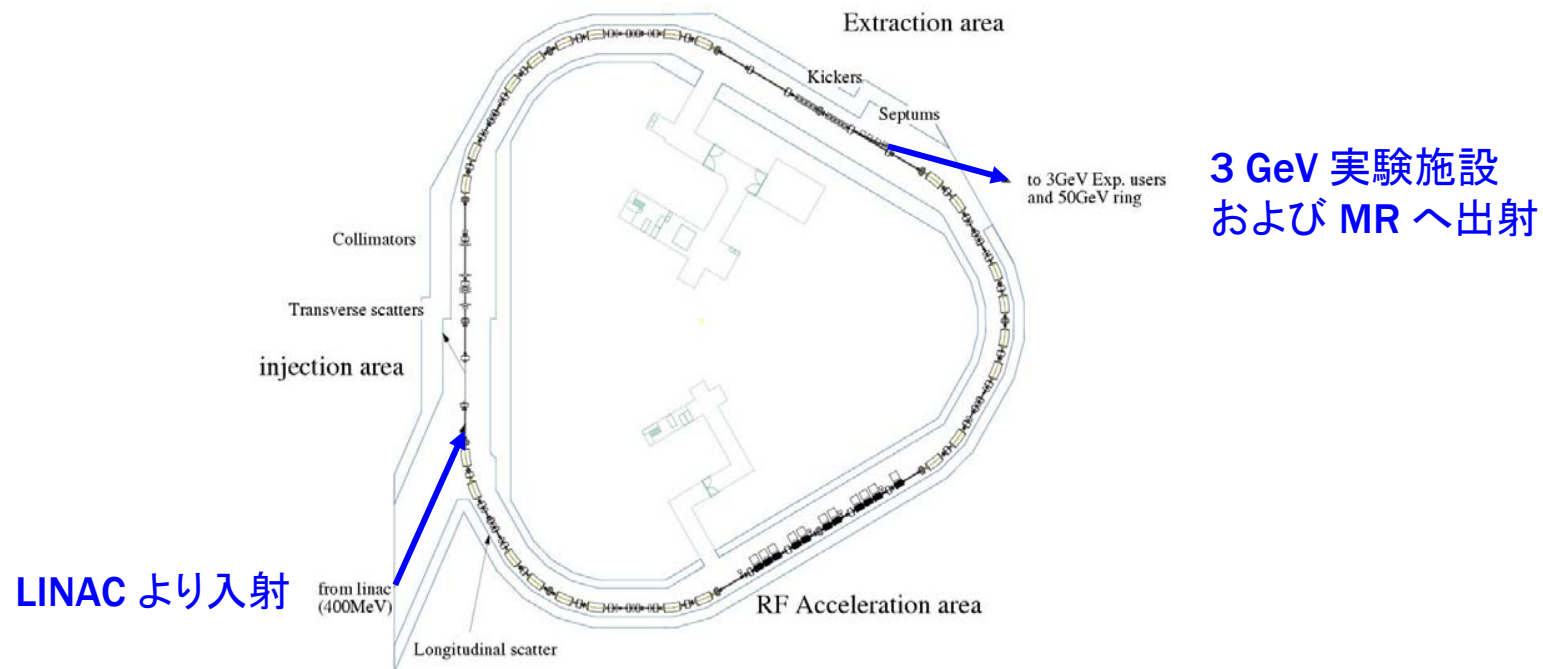 Extraction area
Kickers
Septums
to 3GeV Exp. users
and 50GeV ring
3 GeV 実験施設
および MR へ出射
Collimators
Transverse scatters
injection area
LINAC より入射
from linac
(400MeV)
RF Acceleration area
Longitudinal scatter